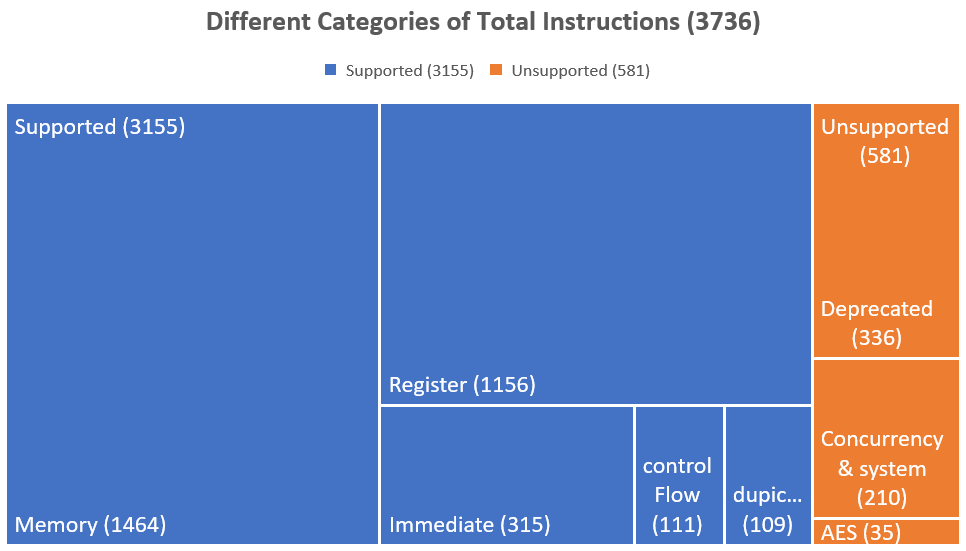 Different Categories of Total Instructions (3736)
Supported (3155) Unsupported (581)
Supported (3155)
Memory (1464)
Register (1156)
Immediate (315)
control
Flow
(111)
dupic...
(109)
Unsupported
(581)
Deprecated
(336)
Concurrency
& system
(210)
AES (35)